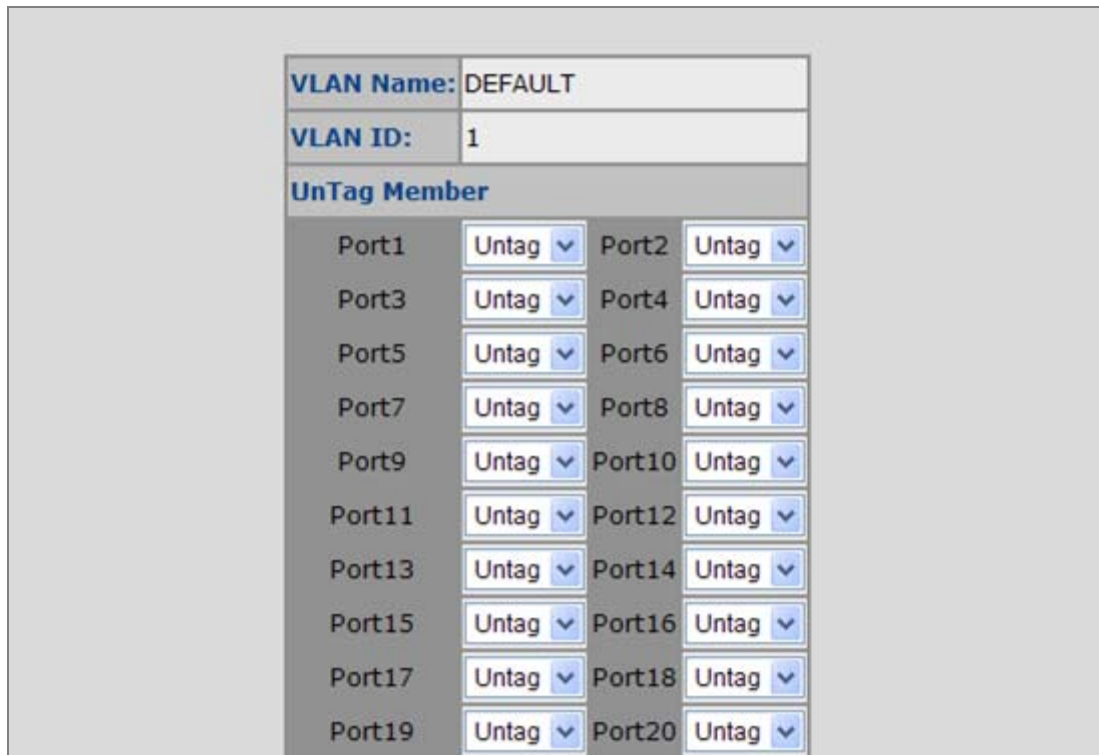 VLAN Name: DEFAULT
VLAN ID: 1
UnTag Member
Port1 Untag Port2 Untag
Port3 Untag Port4 Untag
Port5 Untag Port6 Untag
Port7 Untag Port8 Untag
Port9 Untag Port10 Untag
Port11 Untag Port12 Untag
Port13 Untag Port14 Untag
Port15 Untag Port16 Untag
Port17 Untag Port18 Untag
Port19 Untag Port20 Untag